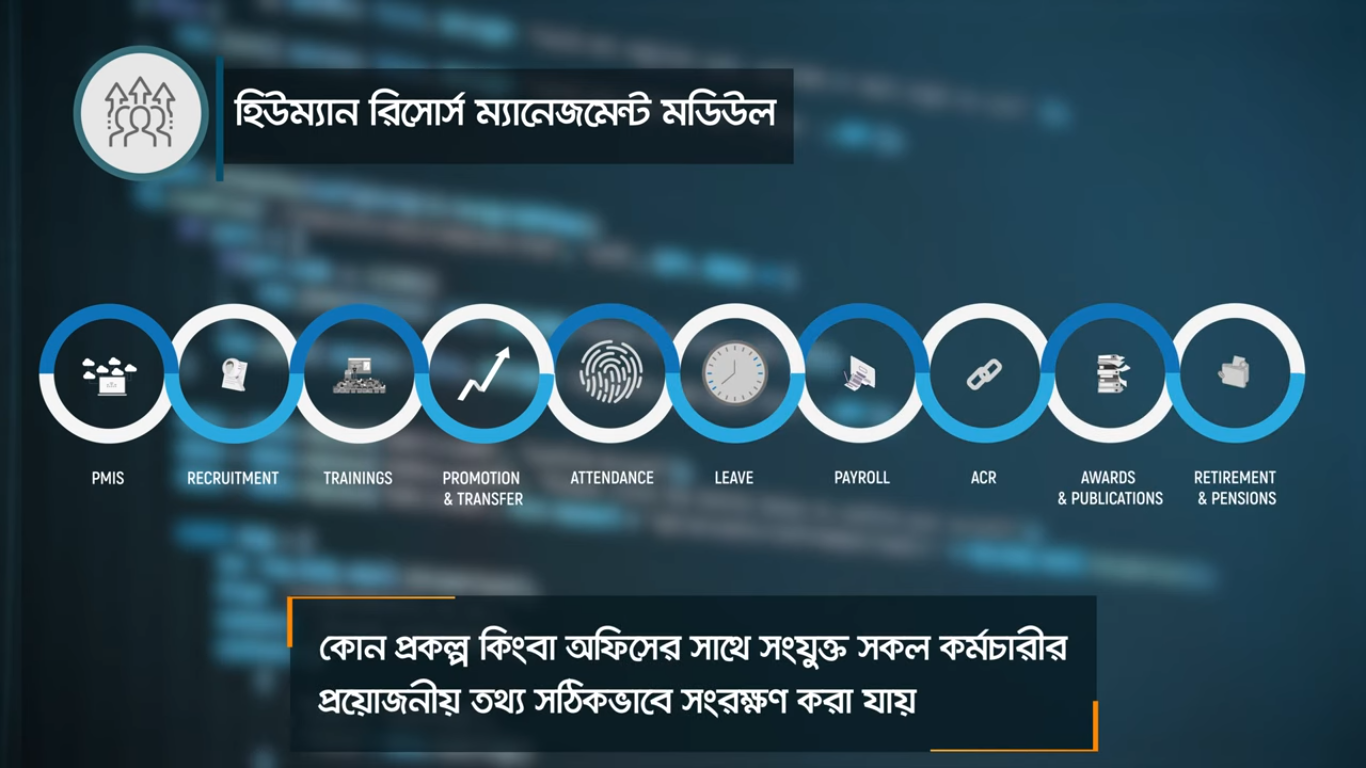 হিউম্যান রিসোর্স ম্যানেজমেন্ট মডিউল
PMIS
RECRUITMENT
TRAININGS
PROMOTION
& TRANSFER
ATTENDANCE
LEAVE
PAYROLL
ACR
AWARDS
& PUBLICATIONS
RETIREMENT
& PENSIONS
কোন প্রকল্প কিংবা অফিসের সাথে সংযুক্ত সকল কর্মচারীর
প্রয়োজনীয় তথ্য সঠিকভাবে সংরক্ষণ করা যায়